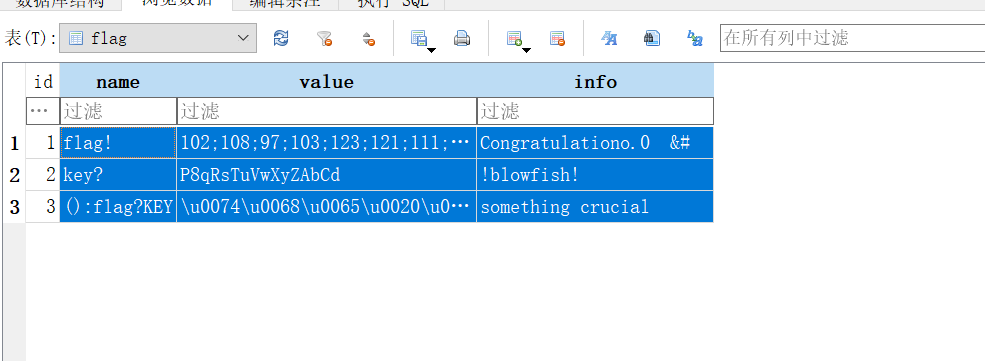 数据库结构 浏览数据 编辑杂注 执行 SQL
表(T): flag 在所有列中过滤
id name value info
… 过滤 过滤 过滤
1 1 flag! 102;108;97;103;123;121;111;… Congratulationo.0 &#
2 2 key? P8qRsTuVwXyZAbCd !blowfish!
3 3 ():flag?KEY \u0074\u0068\u0065\u0020\u0… something crucial